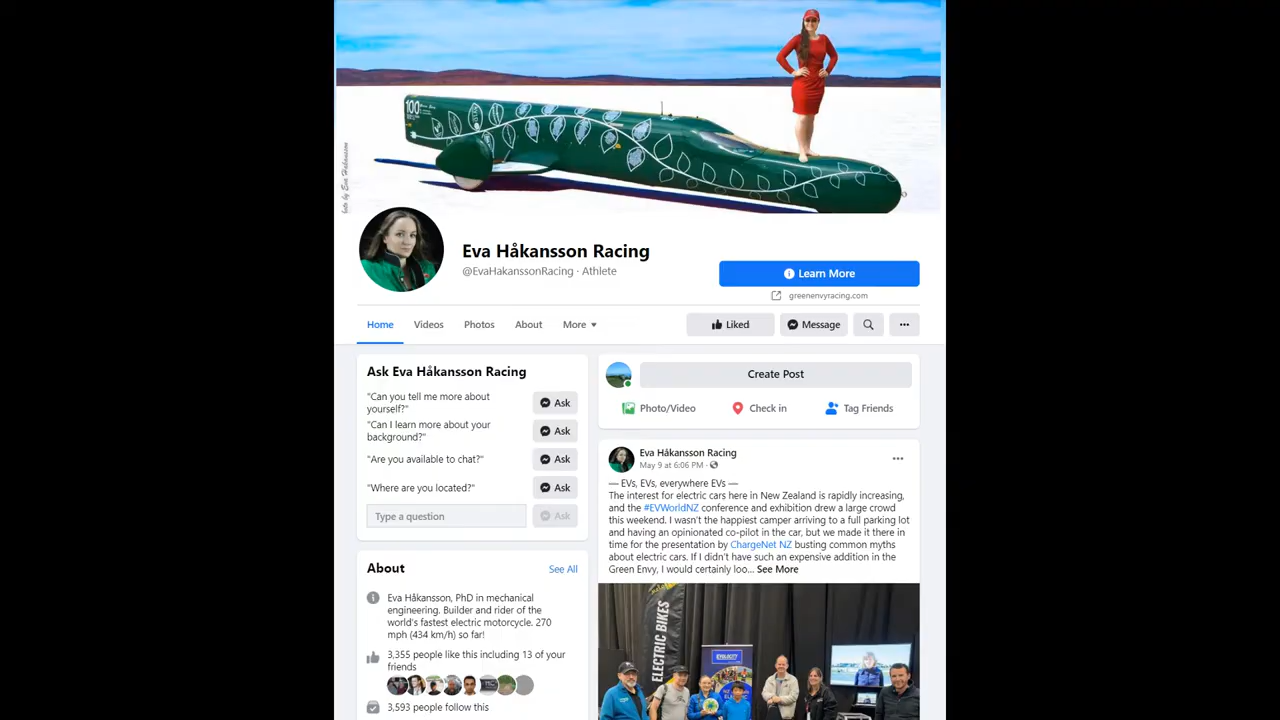 100
Photo by Eva Hakansson
Eva Håkansson Racing
@EvaHakanssonRacing · Athlete
Learn More
greenenvyracing.com
Home
Videos
Photos
About
More
Liked
Message
Ask Eva Håkansson Racing
"Can you tell me more about
yourself?"
Ask
"Can I learn more about your
background?"
Ask
"Are you available to chat?"
Ask
"Where are you located?"
Ask
Type a question
Ask
About
See All
Eva Håkansson, PhD in mechanical
engineering. Builder and rider of the
world's fastest electric motorcycle. 270
mph (434 km/h) so far!
3,355 people like this including 13 of your
friends
3,593 people follow this
Create Post
Photo/Video
Check in
Tag Friends
Eva Håkansson Racing
May 9 at 6:06 PM ·
— EVs, EVs, everywhere EVs —
The interest for electric cars here in New Zealand is rapidly increasing,
and the #EVWorldNZ conference and exhibition drew a large crowd
this weekend. I wasn't the happiest camper arriving to a full parking lot
and having an opinionated co-pilot in the car, but we made it there in
time for the presentation by ChargeNet NZ busting common myths
about electric cars. If I didn't have such an expensive addition in the
Green Envy, I would certainly loo... See More
ELECTRIC BIKES